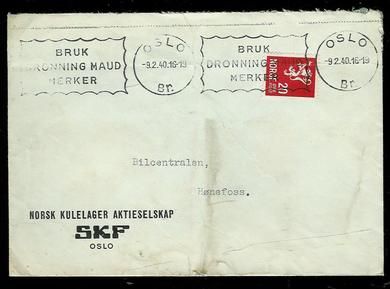 BRUK
DRONNING MAUD
MERKER
OSLO
-9.2.40.16-19
Br.
BRUK
DRONNING MAUD
MERKER
OSLO
-9.2.40.16-19
Br.
NORGE
20
Bilcentralen,
Hønefoss.
NORSK KULELAGER AKTIESELSKAP
SKF
OSLO